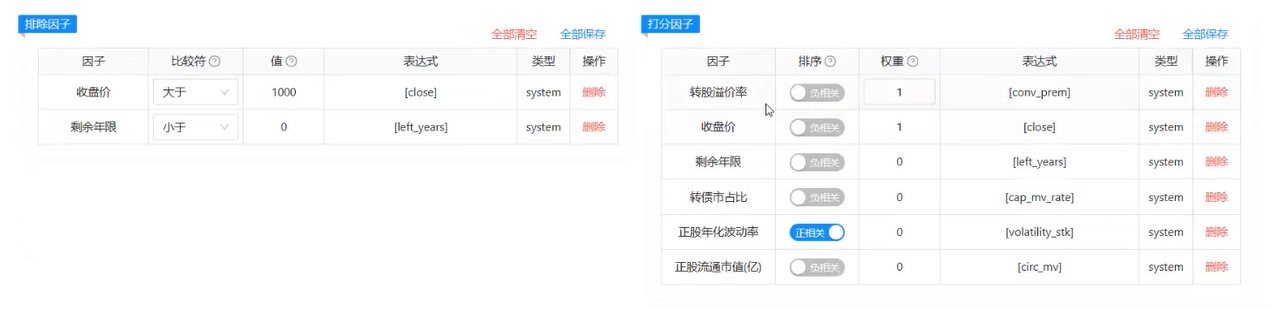 排除因子
全部清空 全部保存
因子 比较符 值 表达式 类型 操作
收盘价 大于 1000 [close] system 删除
剩余年限 小于 0 [left_years] system 删除
打分因子
全部清空 全部保存
因子 排序 权重 表达式 类型 操作
转股溢价率 负相关 1 [conv_prem] system 删除
收盘价 负相关 1 [close] system 删除
剩余年限 负相关 0 [left_years] system 删除
转债市占比 负相关 0 [cap_mv_rate] system 删除
正股年化波动率 正相关 0 [volatility_stk] system 删除
正股流通市值(亿) 负相关 0 [circ_mv] system 删除